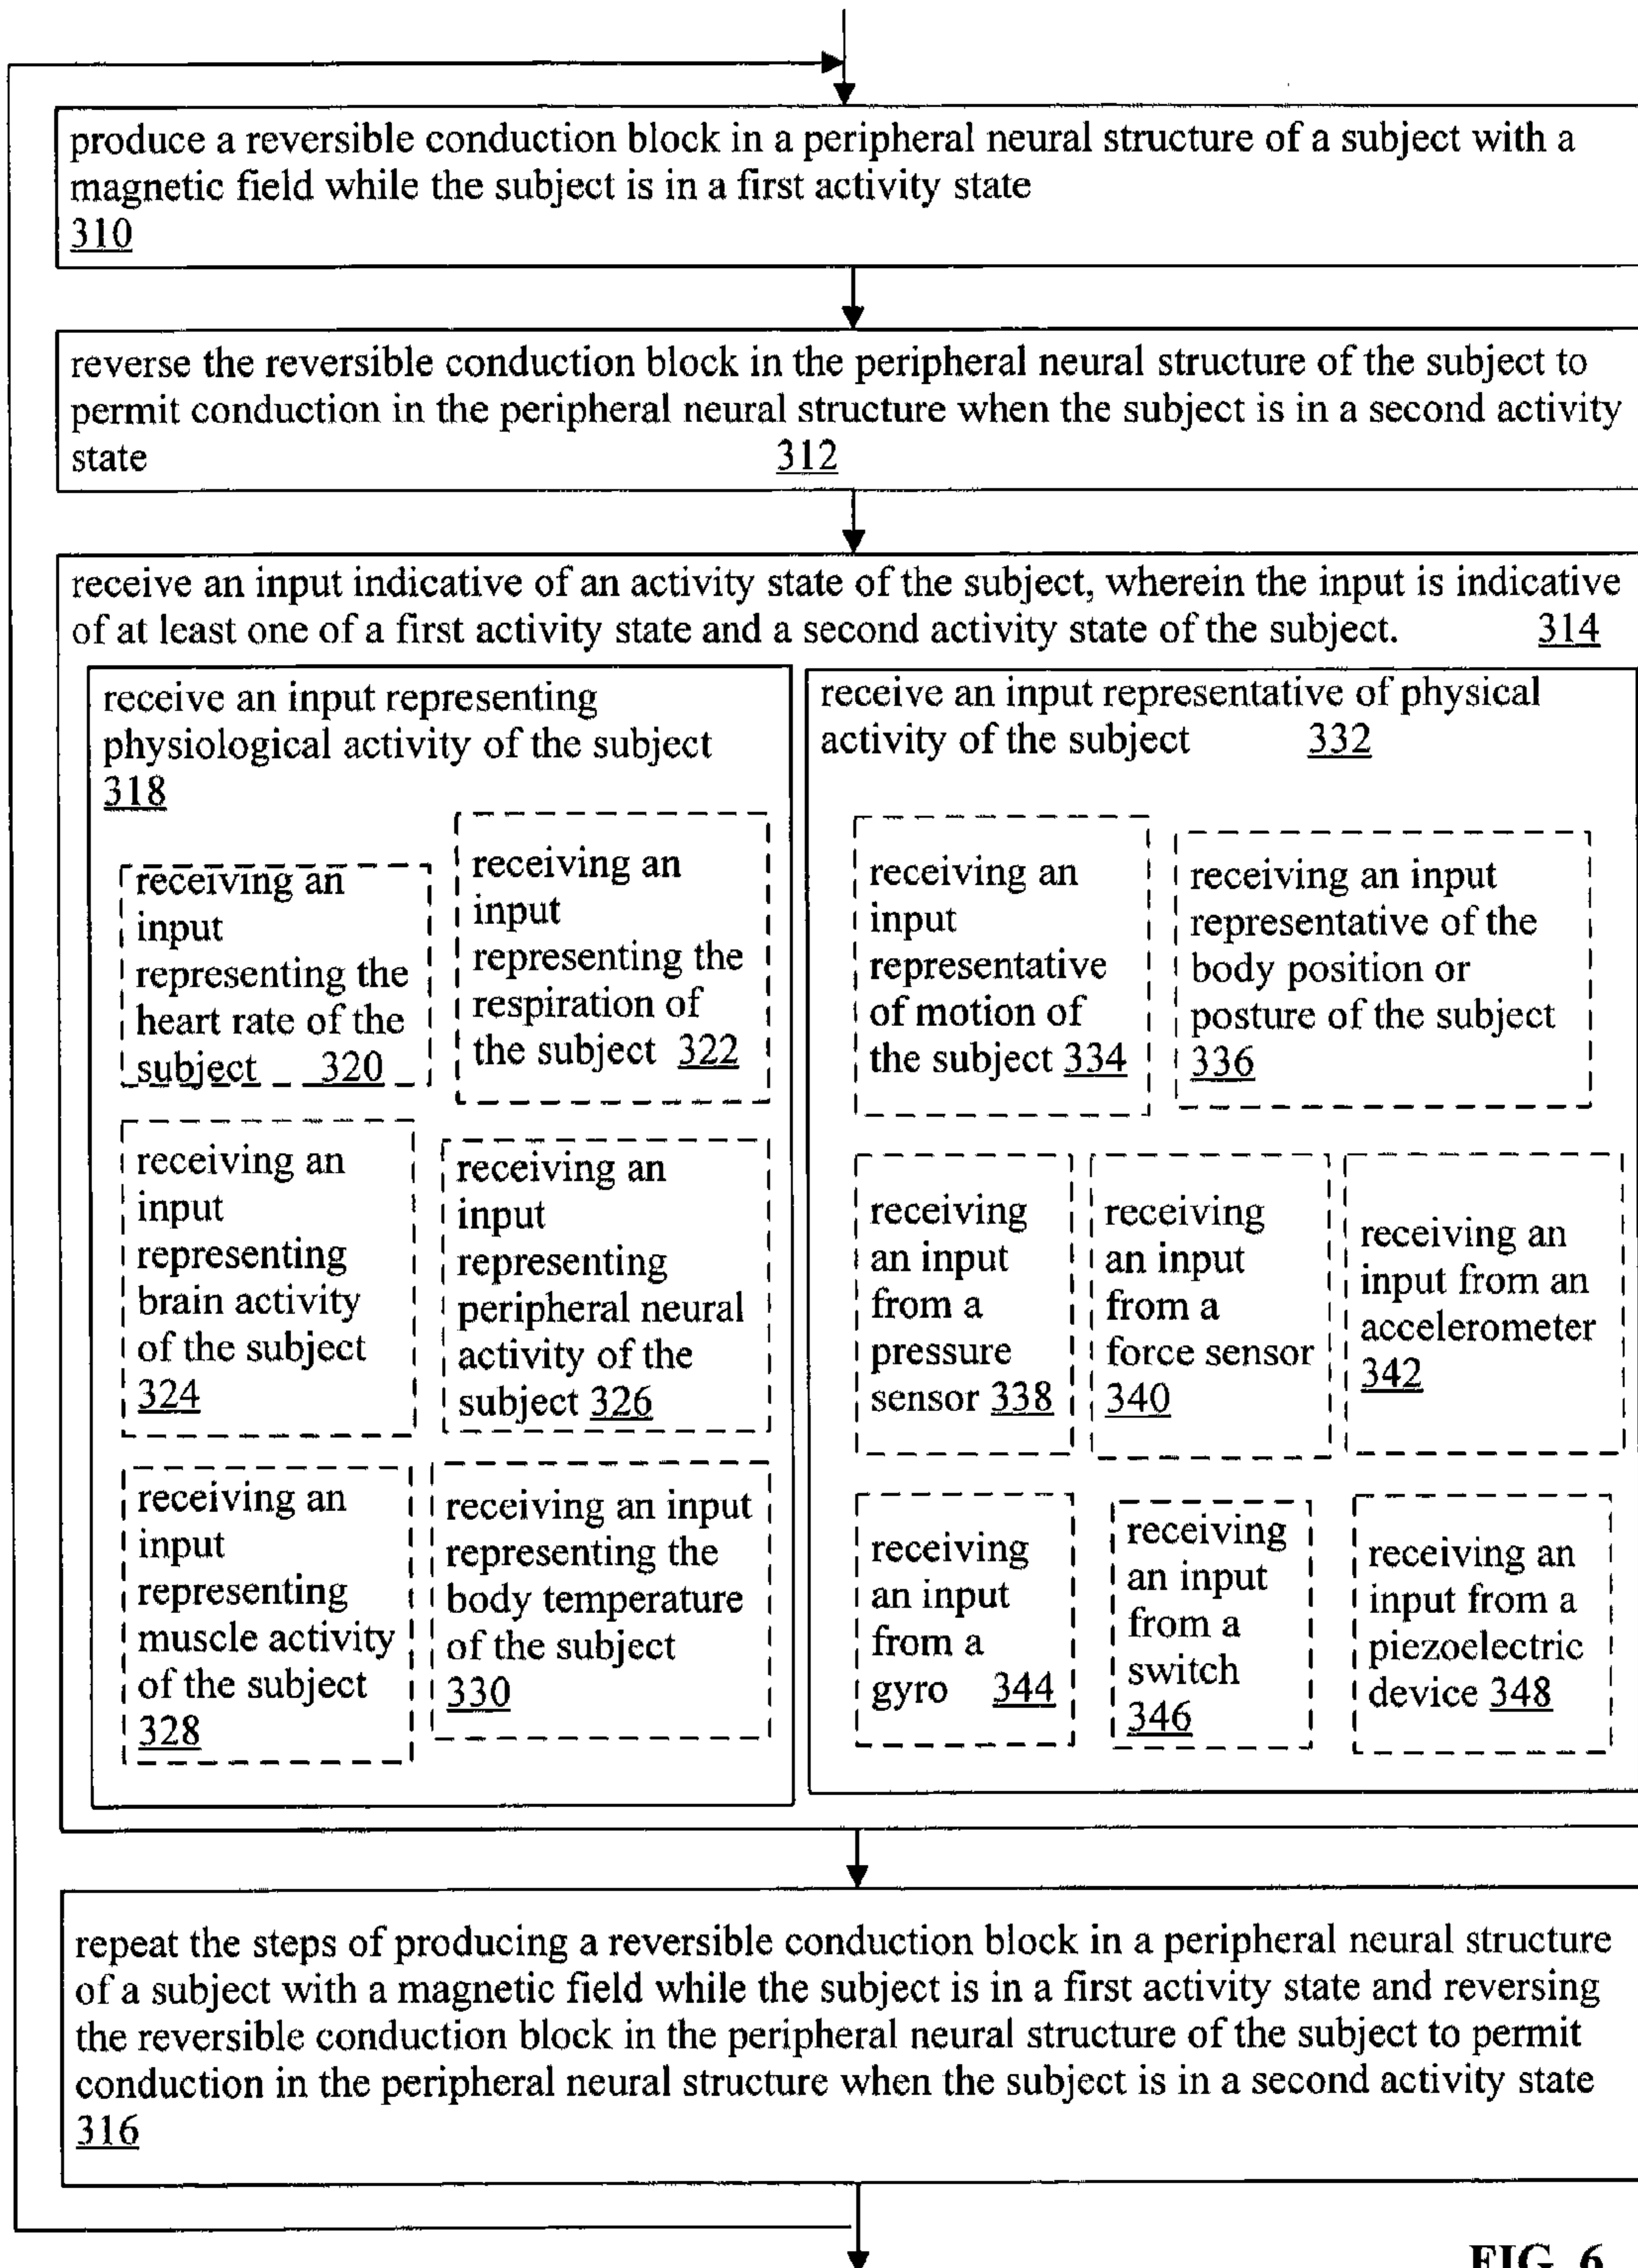 produce a reversible conduction block in a peripheral neural structure of a subject with a
magnetic field while the subject is in a first activity state
310
reverse the reversible conduction block in the peripheral neural structure of the subject to
permit conduction in the peripheral neural structure when the subject is in a second activity
state 312
receive an input indicative of an activity state of the subject, wherein the input is indicative
of at least one of a first activity state and a second activity state of the subject. 314
receive an input representing
physiological activity of the subject
318
receiving an
input
representing the
heart rate of the
subject 320
receiving an
input
representing the
respiration of
the subject 322
receiving an
input
representing
brain activity
of the subject
324
receiving an
input
representing
peripheral neural
activity of the
subject 326
receiving an
input
representing
muscle activity
of the subject
328
receiving an input
representing the
body temperature
of the subject
330
receive an input representative of physical
activity of the subject 332
receiving an
input
representative
of motion of
the subject 334
receiving an input
representative of the
body position or
posture of the subject
336
receiving
an input
from a
pressure
sensor 338
receiving
an input
from a
force sensor
340
receiving an
input from an
accelerometer
342
receiving
an input
from a
gyro 344
receiving
an input
from a
switch
346
receiving an
input from a
piezoelectric
device 348
repeat the steps of producing a reversible conduction block in a peripheral neural structure
of a subject with a magnetic field while the subject is in a first activity state and reversing
the reversible conduction block in the peripheral neural structure of the subject to permit
conduction in the peripheral neural structure when the subject is in a second activity state
316
FIG. 6